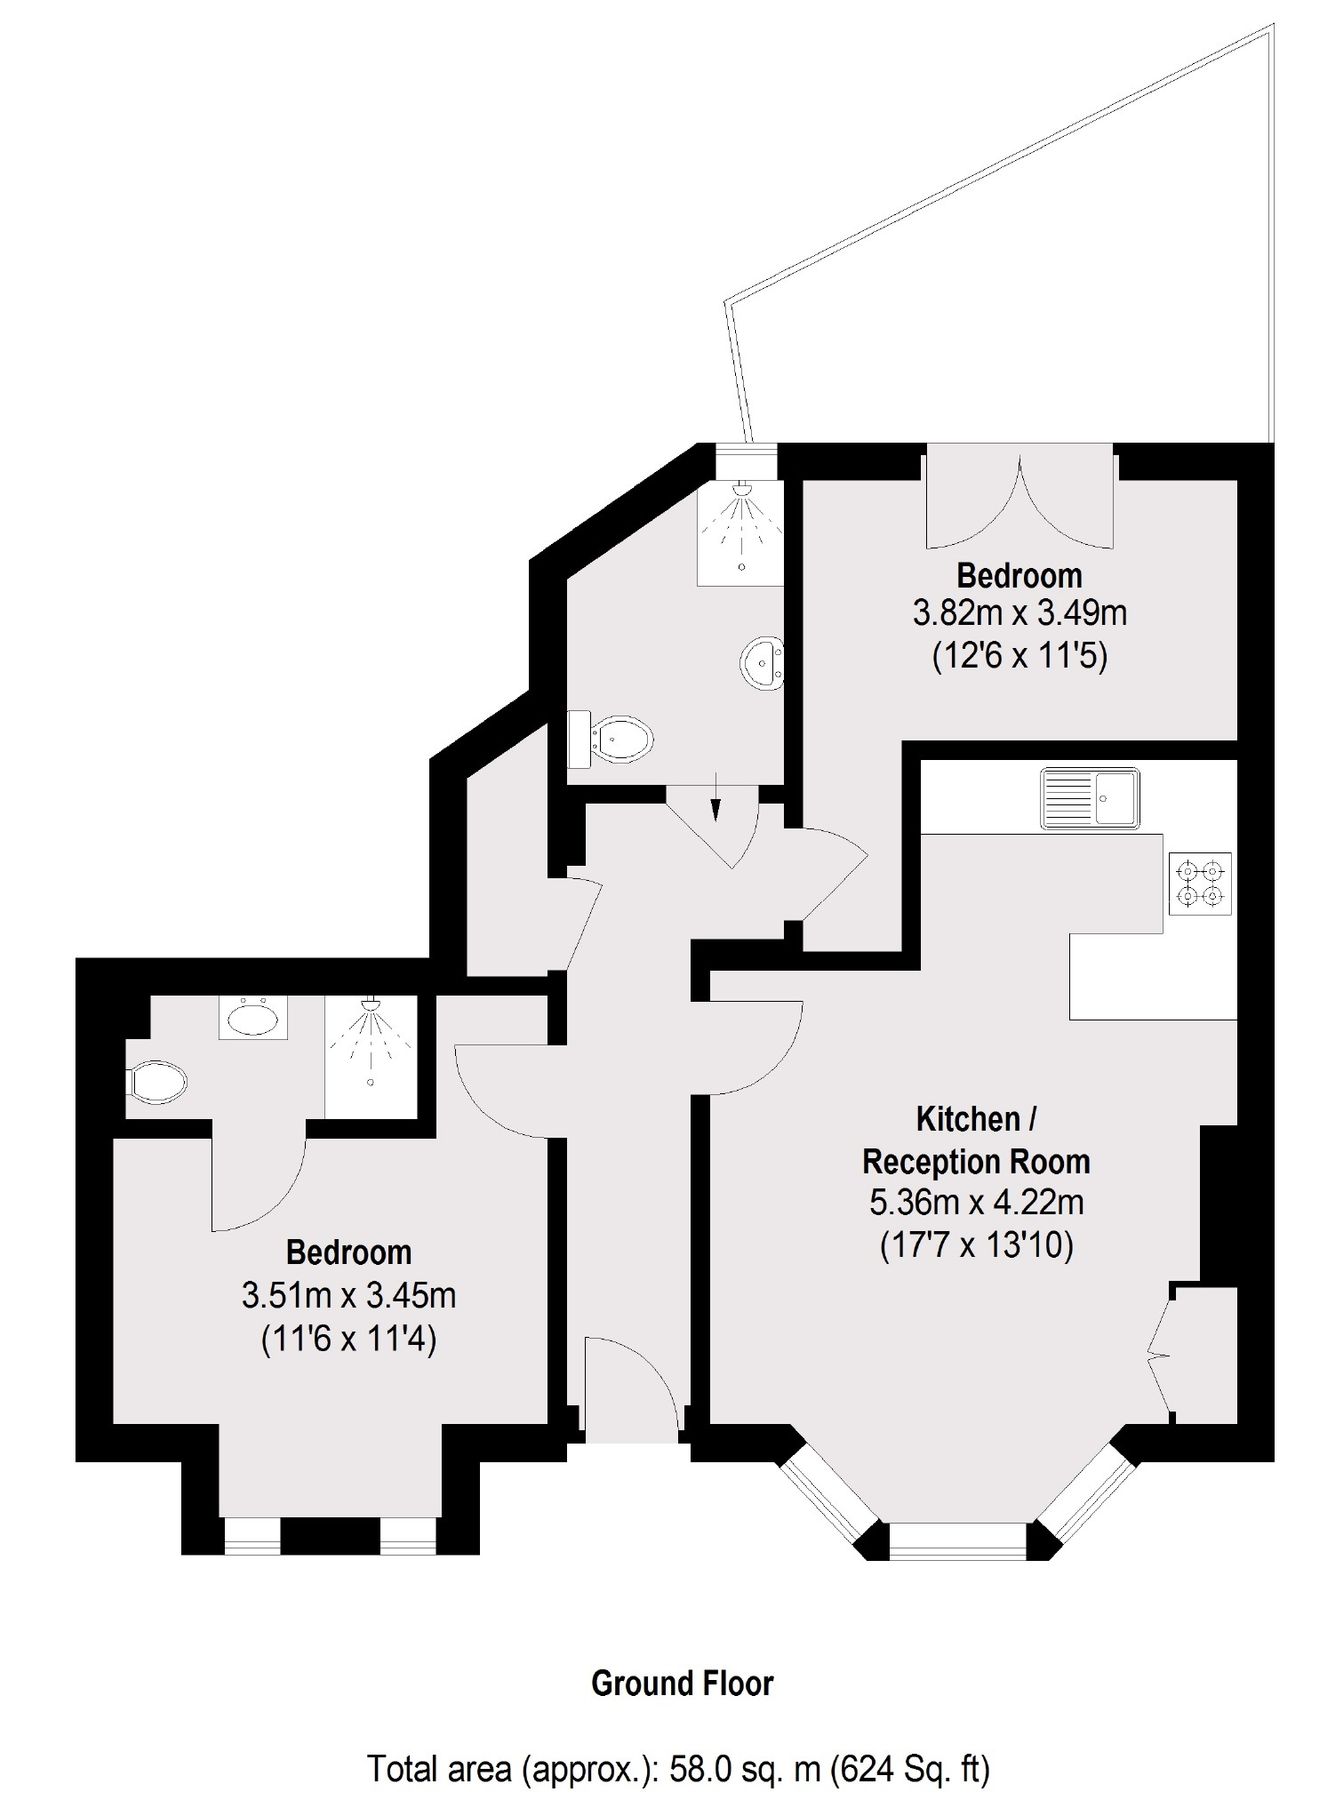 Bedroom
3.82m x 3.49m
(12'6 x 11'5)
Kitchen /
Reception Room
5.36m x 4.22m
(17'7 x 13'10)
Bedroom
3.51m x 3.45m
(11'6 x 11'4)
Ground Floor
Total area (approx.): 58.0 sq. m (624 Sq. ft)